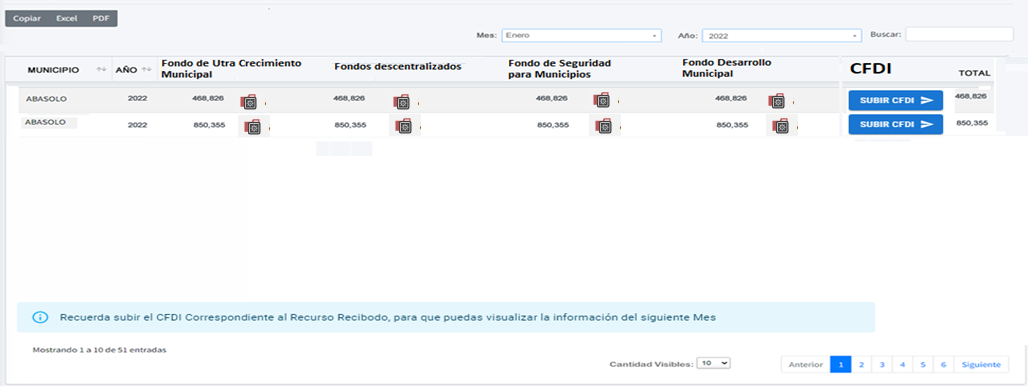 Copiar Excel PDF
Mes: Enero Año: 2022 Buscar:
MUNICIPIO AÑO Fondo de Utra Crecimiento Municipal Fondos descentralizados Fondo de Seguridad para Municipios Fondo Desarrollo Municipal CFDI TOTAL
ABASOLO 2022 468,826 468,826 468,826 468,826 SUBIR CFDI 468,826
ABASOLO 2022 850,355 850,355 850,355 850,355 SUBIR CFDI 850,355
Recuerda subir el CFDI Correspondiente al Recurso Recibodo, para que puedas visualizar la información del siguiente Mes
Mostrando 1 a 10 de 51 entradas
Cantidad Visibles: 10 Anterior 1 2 3 4 5 6 Siguiente